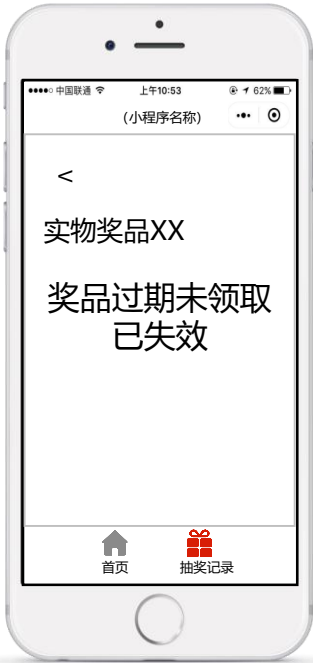 中国联通 上午10:53 62%
(小程序名称)
<
实物奖品XX
奖品过期未领取
已失效
首页 抽奖记录